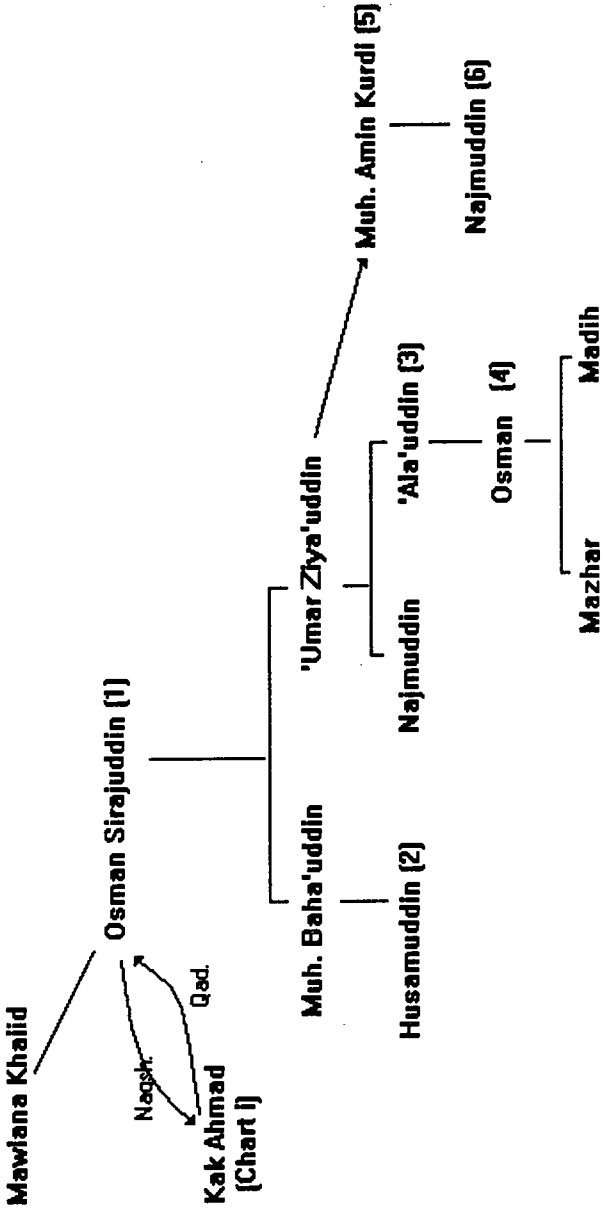 Mawlana Khalid
Osman Sirajuddin (1)
Naqsh.
Qad.
Kak Ahmad
(Chart I)
Muh. Baha'uddin
'Umar Ziya'uddin
Muh. Amin Kurdi (5)
Husamuddin (2)
Najmuddin
'Ala'uddin (3)
Najmuddin (6)
Osman (4)
Mazhar
Madih